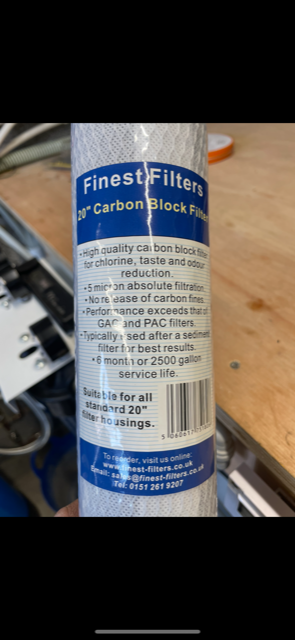 Finest Filters
20" Carbon Block Filter
• High quality carbon block filter
for chlorine, taste and odour
reduction.
• 5 micron absolute filtration.
• No release of carbon fines.
• Performance exceeds that of
GAC and PAC filters.
• Typically used after a sediment
filter for best results.
• 6 month or 2500 gallon
service life.
Suitable for all
standard 20"
filter housings.
To reorder, visit us online:
www.finest-filters.co.uk
Email: sales@finest-filters.co.uk
Tel: 0151 261 9207